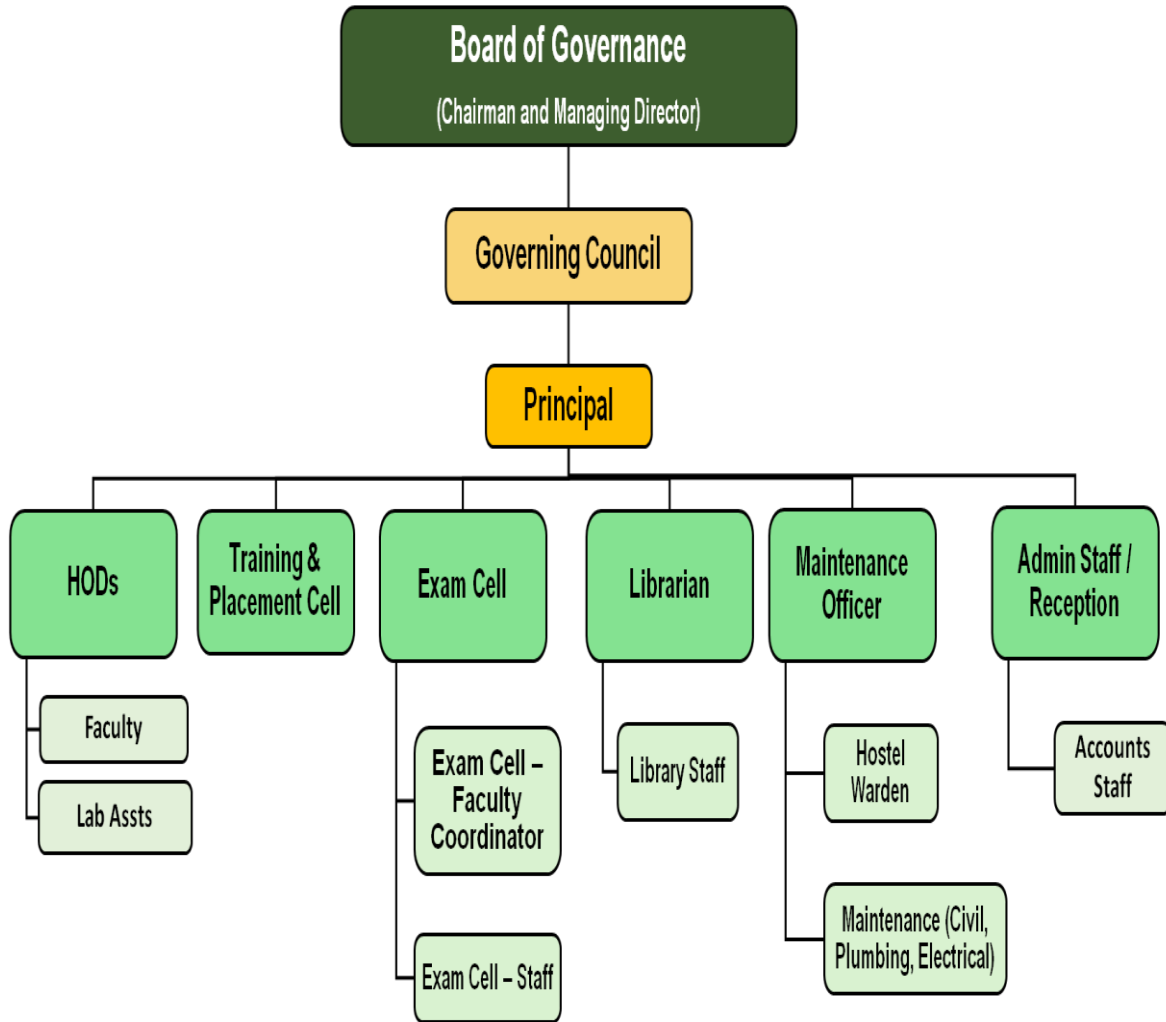 Board of Governance
(Chairman and Managing Director)
Governing Council
Principal
HODs
Training &
Placement Cell
Exam Cell
Librarian
Maintenance
Officer
Admin Staff /
Reception
Faculty
Lab Assts
Exam Cell –
Faculty
Coordinator
Exam Cell – Staff
Library Staff
Hostel
Warden
Maintenance (Civil,
Plumbing, Electrical)
Accounts
Staff